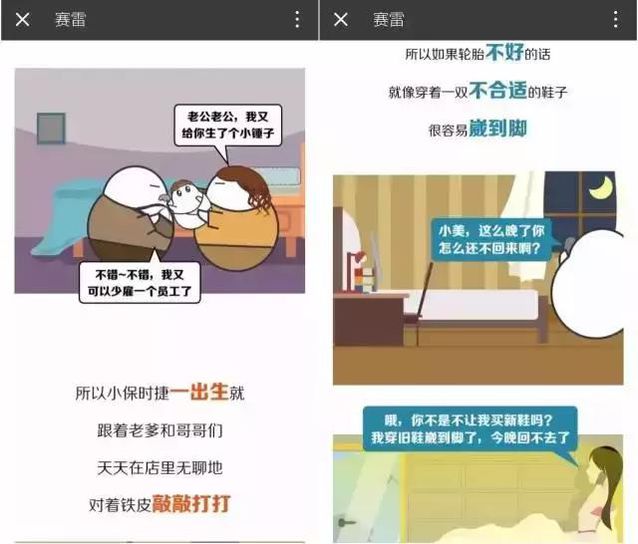 赛雷
老公老公，我又
给你生了个小锤子
不错~不错，我又
可以少雇一个员工了
所以小保时捷一出生就
跟着老爹和哥哥们
天天在店里无聊地
对着铁皮敲敲打打
赛雷
所以如果轮胎不好的话
就像穿着一双不合适的鞋子
很容易崴到脚
小美，这么晚了你
怎么还不回来啊？
哦，你不是不让我买新鞋吗？
我穿旧鞋崴到脚了，今晚回不去了